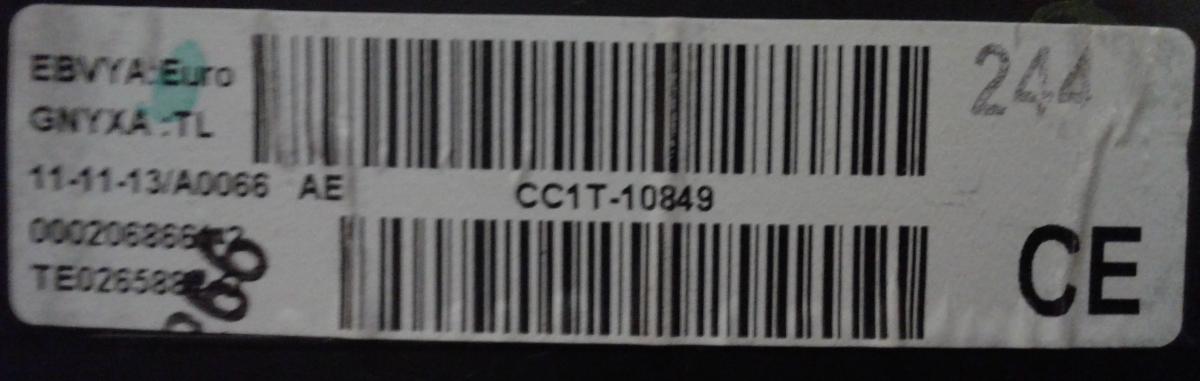 EBVYA:Euro
244
GNYXA :TL
11-11-13/A0066 AE
CC1T-10849
CE